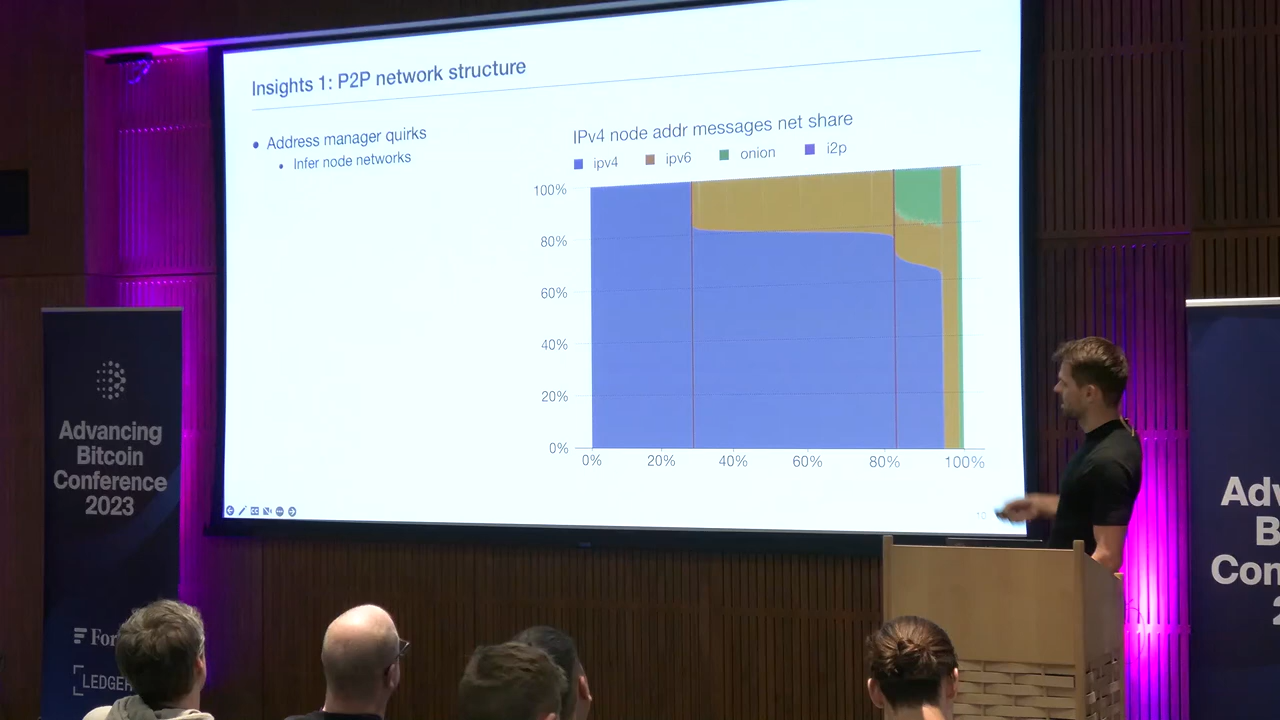 Insights 1: P2P network structure
• Address manager quirks
• Infer node networks
IPv4 node addr messages net share
ipv4 ipv6 onion i2p
100%
80%
60%
40%
20%
0%
0% 20% 40% 60% 80% 100%
Advancing
Bitcoin
Conference
2023
For
LEDGER
Adv
B
Con
2